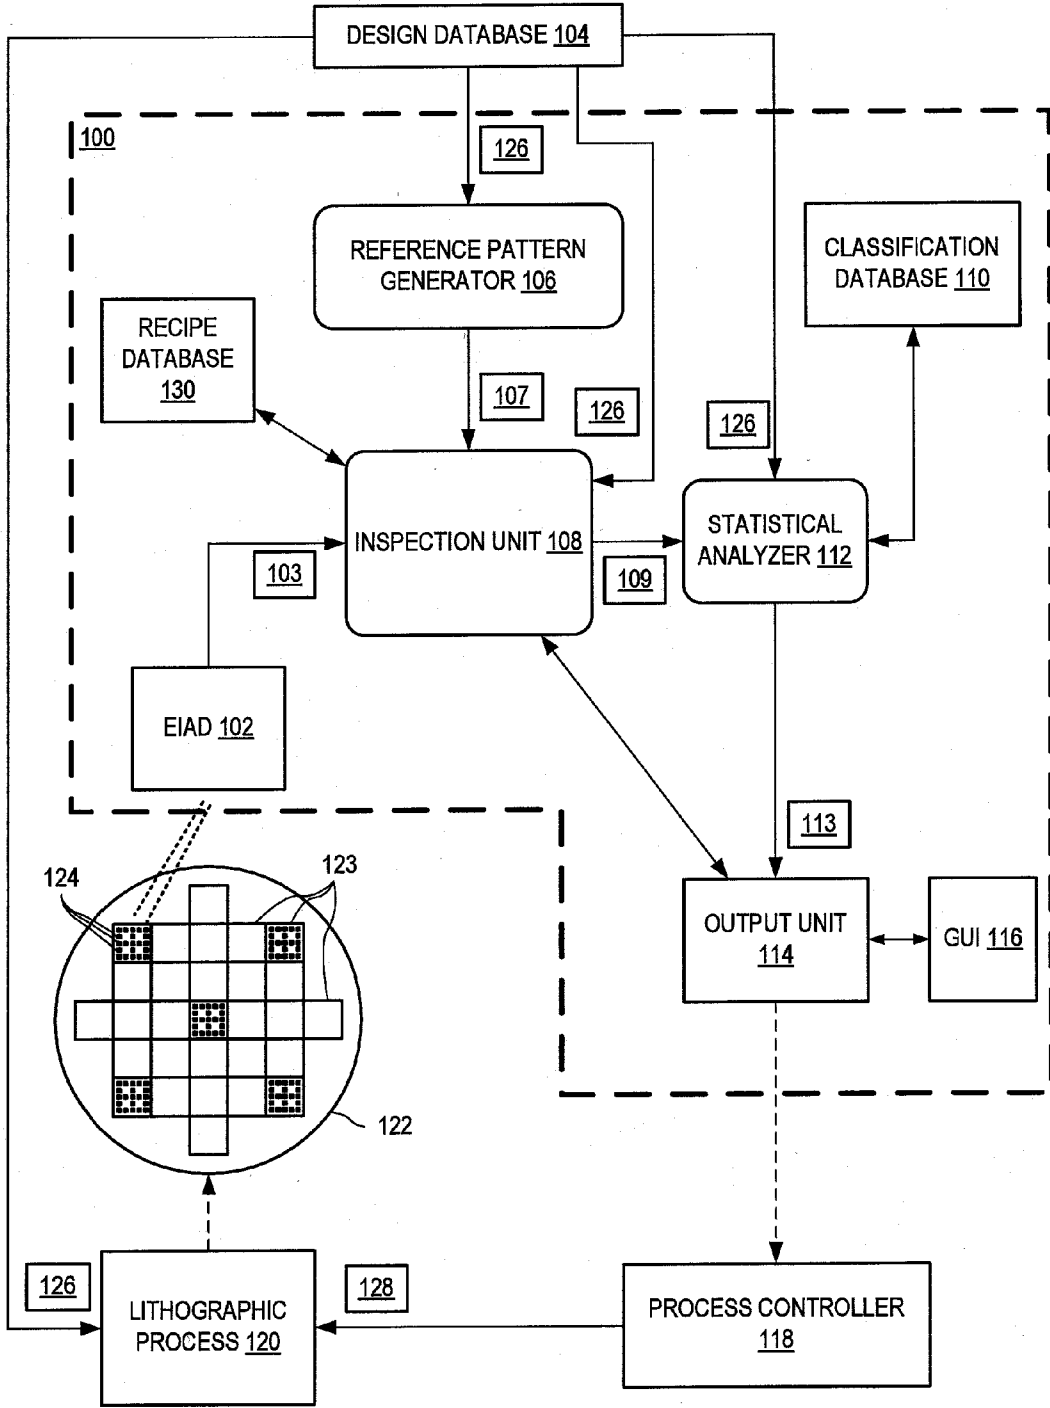 DESIGN DATABASE 104
100
126
REFERENCE PATTERN
GENERATOR 106
CLASSIFICATION
DATABASE 110
RECIPE
DATABASE
130
107
126
126
INSPECTION UNIT 108
STATISTICAL
ANALYZER 112
103
109
EIAD 102
113
124
123
OUTPUT UNIT
114
GUI 116
122
126
128
LITHOGRAPHIC
PROCESS 120
PROCESS CONTROLLER
118